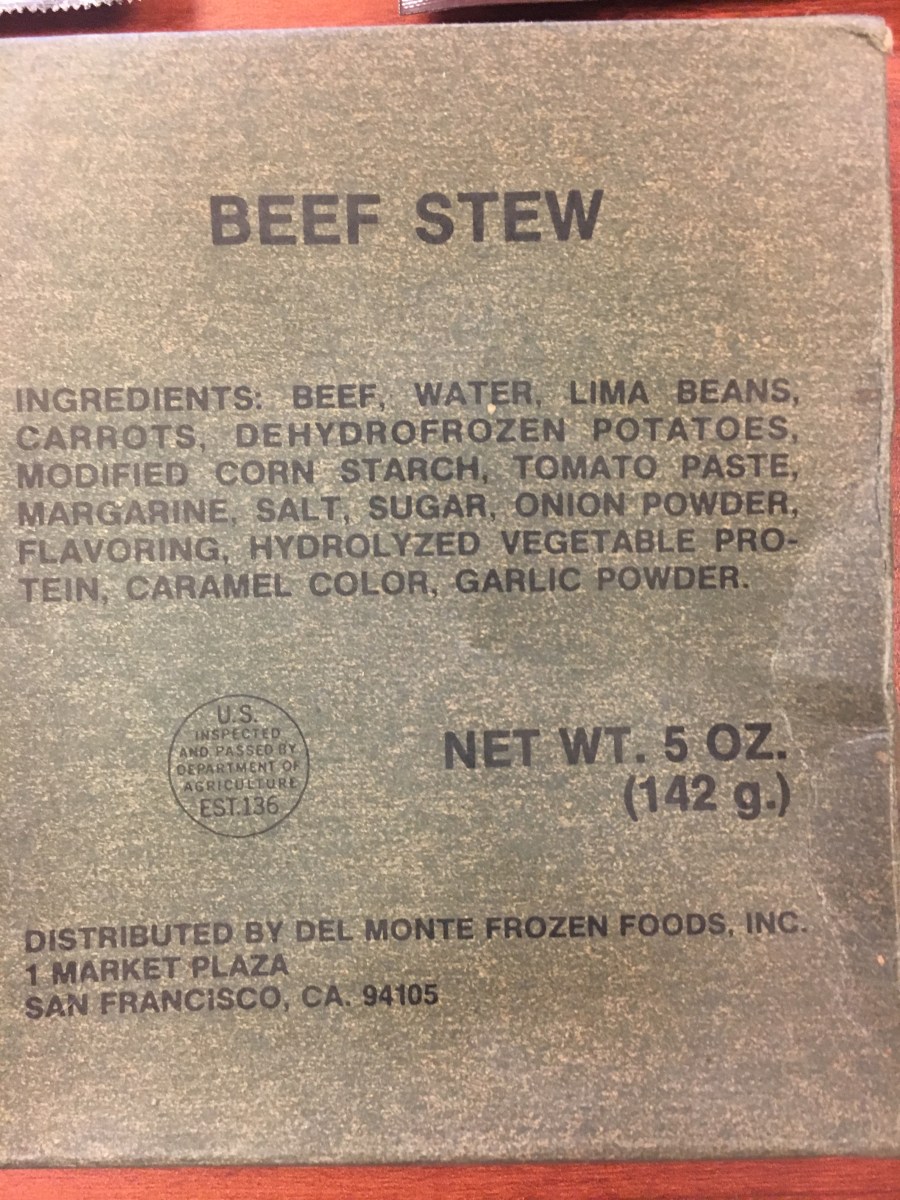 BEEF STEW
INGREDIENTS: BEEF, WATER, LIMA BEANS,
CARROTS, DEHYDROFROZEN POTATOES,
MODIFIED CORN STARCH, TOMATO PASTE,
MARGARINE, SALT, SUGAR, ONION POWDER,
FLAVORING, HYDROLYZED VEGETABLE PRO-
TEIN, CARAMEL COLOR, GARLIC POWDER.
U.S.
INSPECTED
AND PASSED BY
DEPARTMENT OF
AGRICULTURE
EST.136
NET WT. 5 OZ.
(142 g.)
DISTRIBUTED BY DEL MONTE FROZEN FOODS, INC.
1 MARKET PLAZA
SAN FRANCISCO, CA. 94105